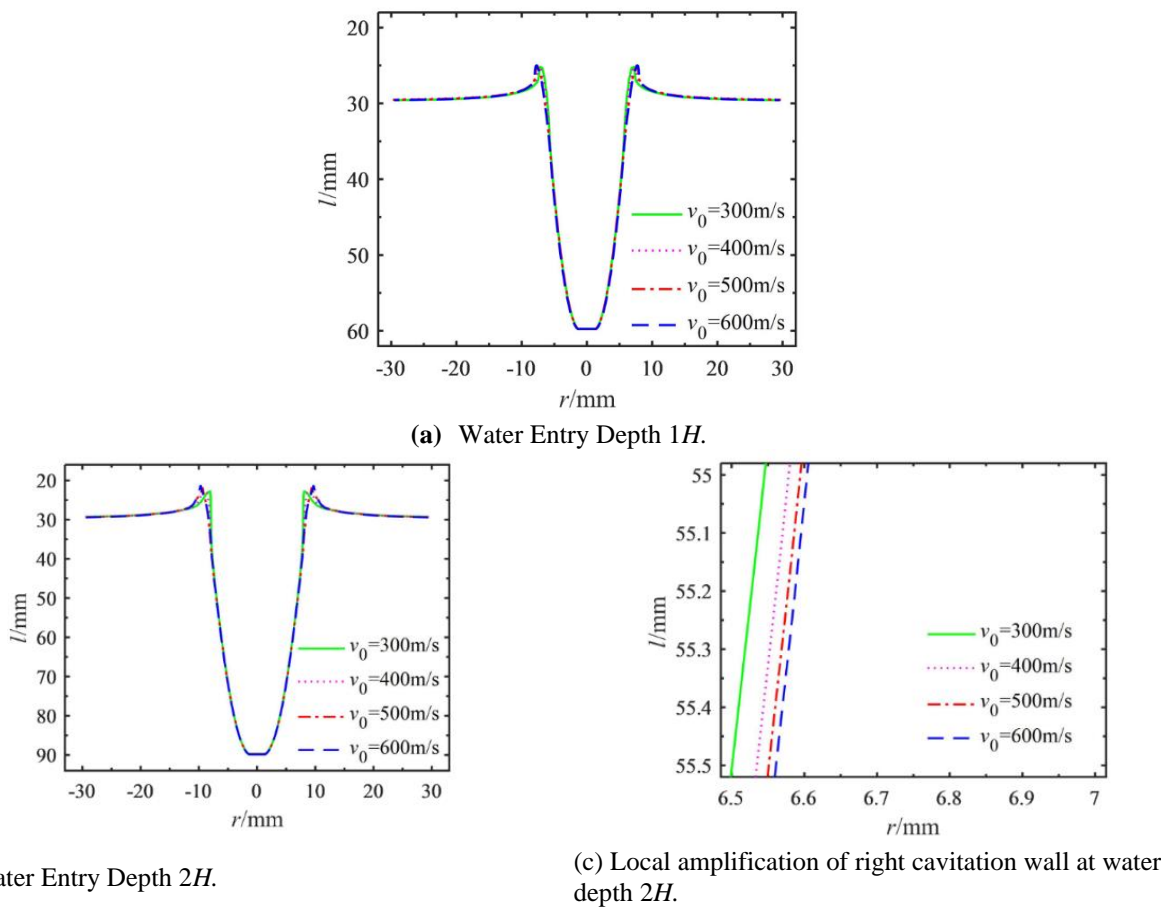 20
30
40
50
60
l/mm
v0=300m/s
v0=400m/s
v0=500m/s
v0=600m/s
-30 -20 -10 0 10 20 30
r/mm
(a) Water Entry Depth 1H.
20
30
40
50
60
70
80
90
l/mm
v0=300m/s
v0=400m/s
v0=500m/s
v0=600m/s
-30 -20 -10 0 10 20 30
r/mm
ater Entry Depth 2H.
55
55.1
55.2
55.3
55.4
55.5
l/mm
v0=300m/s
v0=400m/s
v0=500m/s
v0=600m/s
6.5 6.6 6.7 6.8 6.9 7
r/mm
(c) Local amplification of right cavitation wall at water
depth 2H.